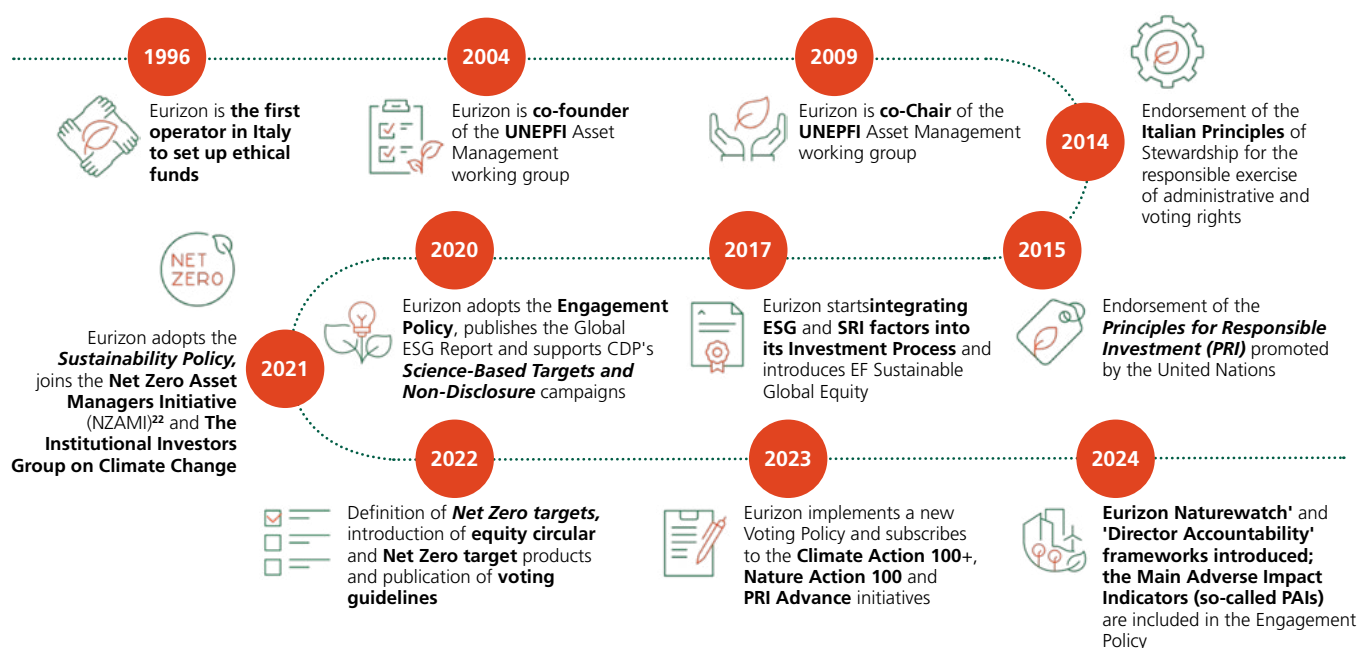 1996
Eurizon is the first
operator in Italy
to set up ethical
funds
2004
Eurizon is co-founder
of the UNEPFI Asset
Management
working group
2009
Eurizon is co-Chair of the
UNEPFI Asset Management
working group
2014
Endorsement of the
Italian Principles of
Stewardship for the
responsible exercise
of administrative and
voting rights
2015
Endorsement of the
Principles for Responsible
Investment (PRI) promoted
by the United Nations
2017
Eurizon startsintegrating
ESG and SRI factors into
its Investment Process and
introduces EF Sustainable
Global Equity
2020
Eurizon adopts the Engagement
Policy, publishes the Global
ESG Report and supports CDP's
Science-Based Targets and
Non-Disclosure campaigns
NET
ZERO
2021
Eurizon adopts the
Sustainability Policy,
joins the Net Zero Asset
Managers Initiative
(NZAMI)22 and The
Institutional Investors
Group on Climate Change
2022
Definition of Net Zero targets,
introduction of equity circular
and Net Zero target products
and publication of voting
guidelines
2023
Eurizon implements a new
Voting Policy and subscribes
to the Climate Action 100+,
Nature Action 100 and
PRI Advance initiatives
2024
Eurizon Naturewatch' and
'Director Accountability'
frameworks introduced;
the Main Adverse Impact
Indicators (so-called PAIs)
are included in the Engagement
Policy